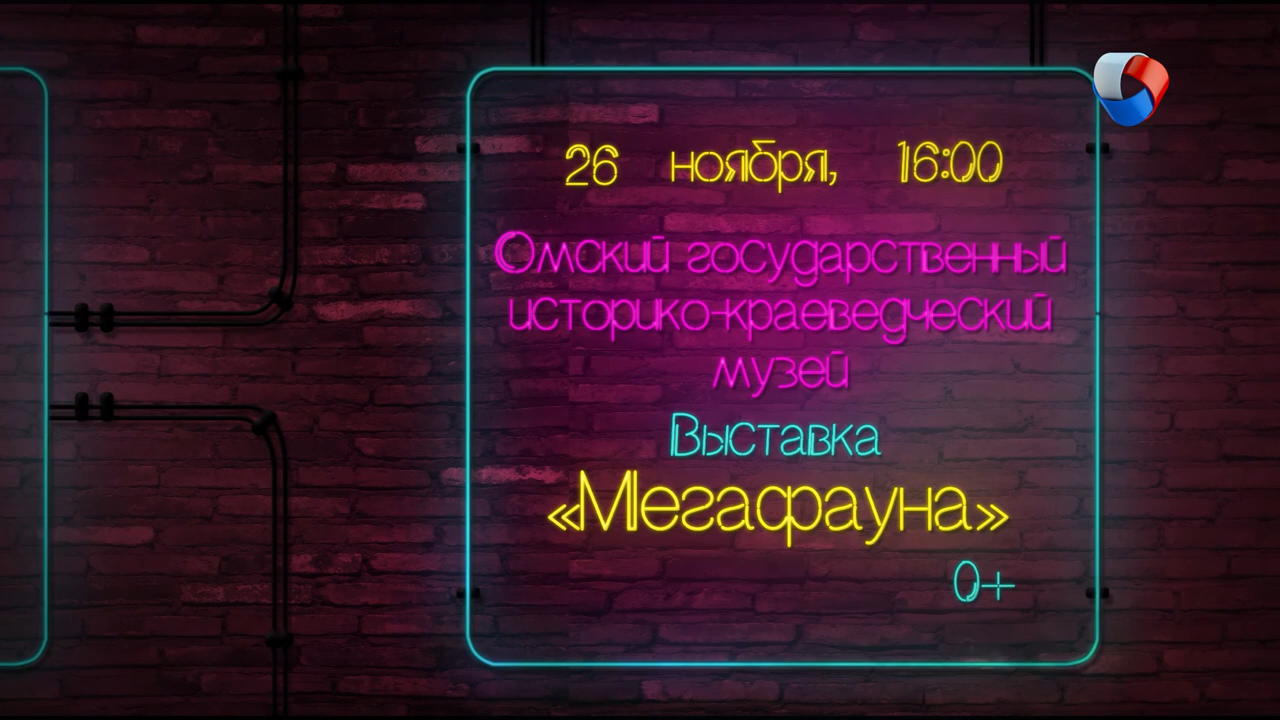 26 ноября, 16:00
Омский государственный
историко-краеведческий
музей
Выставка
«Мегафауна»
0+